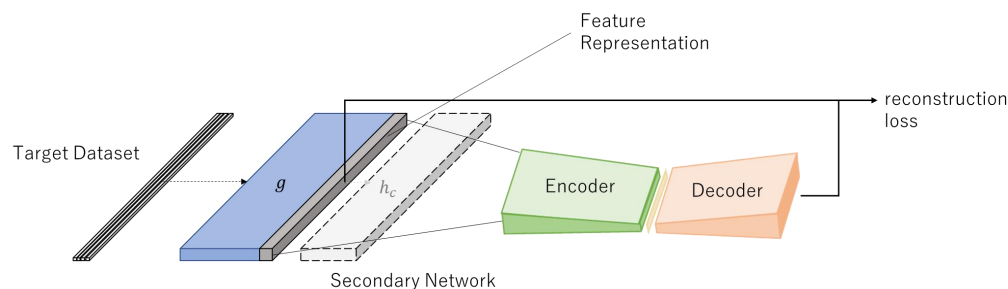 Feature
Representation
reconstruction
loss
Target Dataset
g
h_c
Encoder
Decoder
Secondary Network